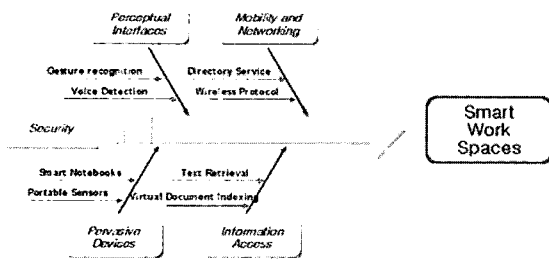 Perceptual
Interfaces
Mobility and
Networking
Gesture recognition
Directory Service
Voice Detection
Wireless Protocol
Security
Smart
Work
Spaces
Smart Notebooks
Text Retrieval
Portable Sensors
Virtual Document Indexing
Pervasive
Devices
Information
Access